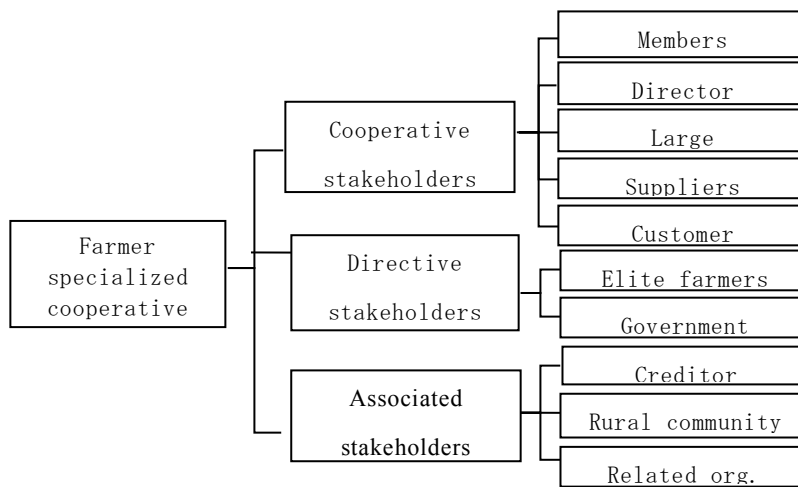 Farmer
specialized
cooperative
Cooperative
stakeholders
Members
Director
Large
Suppliers
Customer
Directive
stakeholders
Elite farmers
Government
Associated
stakeholders
Creditor
Rural community
Related org.